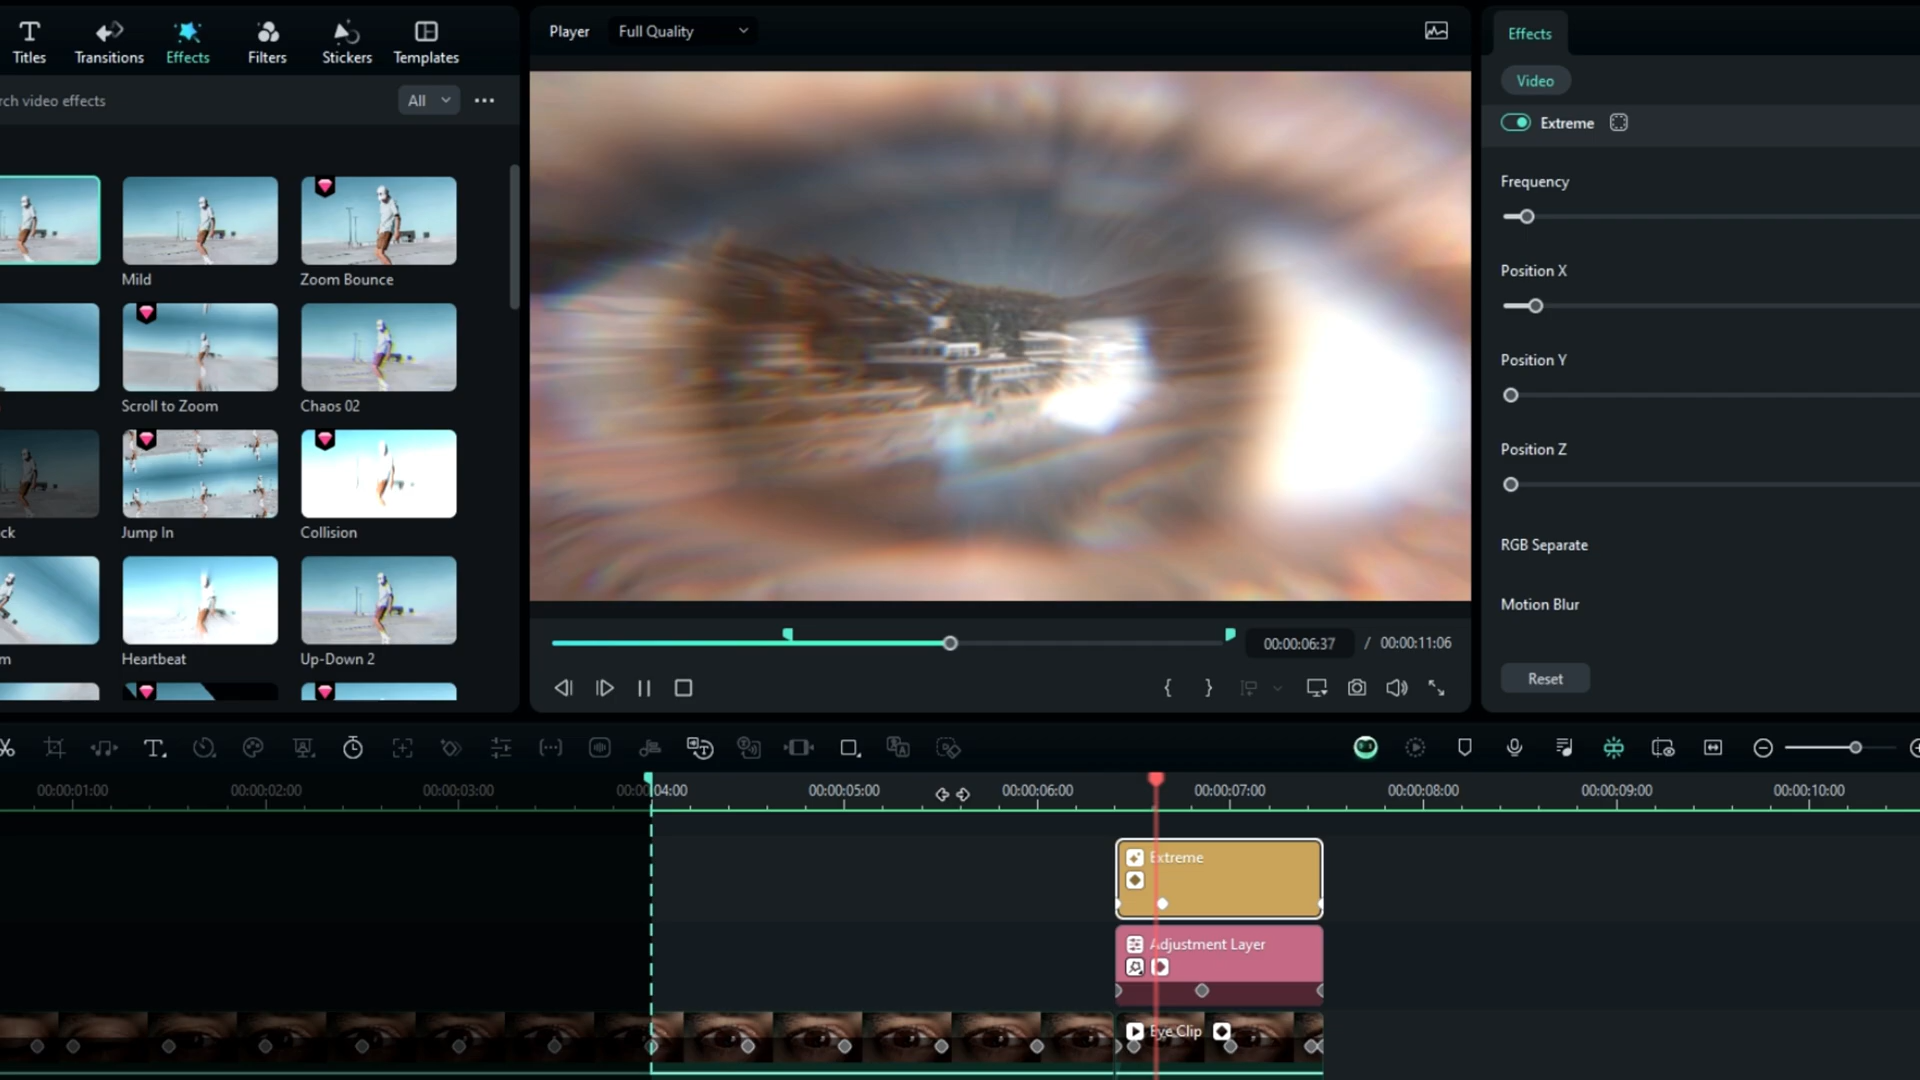 Titles
Transitions
Effects
Filters
Stickers
Templates
rch video effects
All
Mild
Zoom Bounce
Scroll to Zoom
Chaos 02
ck
Jump In
Collision
m
Heartbeat
Up-Down 2
Player
Full Quality
00:00:06:37 / 00:00:11:06
Effects
Video
Extreme
Frequency
Position X
Position Y
Position Z
RGB Separate
Motion Blur
Reset
00:00:01:00
00:00:02:00
00:00:03:00
00:00:04:00
00:00:05:00
00:00:06:00
00:00:07:00
00:00:08:00
00:00:09:00
00:00:10:00
Extreme
Adjustment Layer
Eye Clip